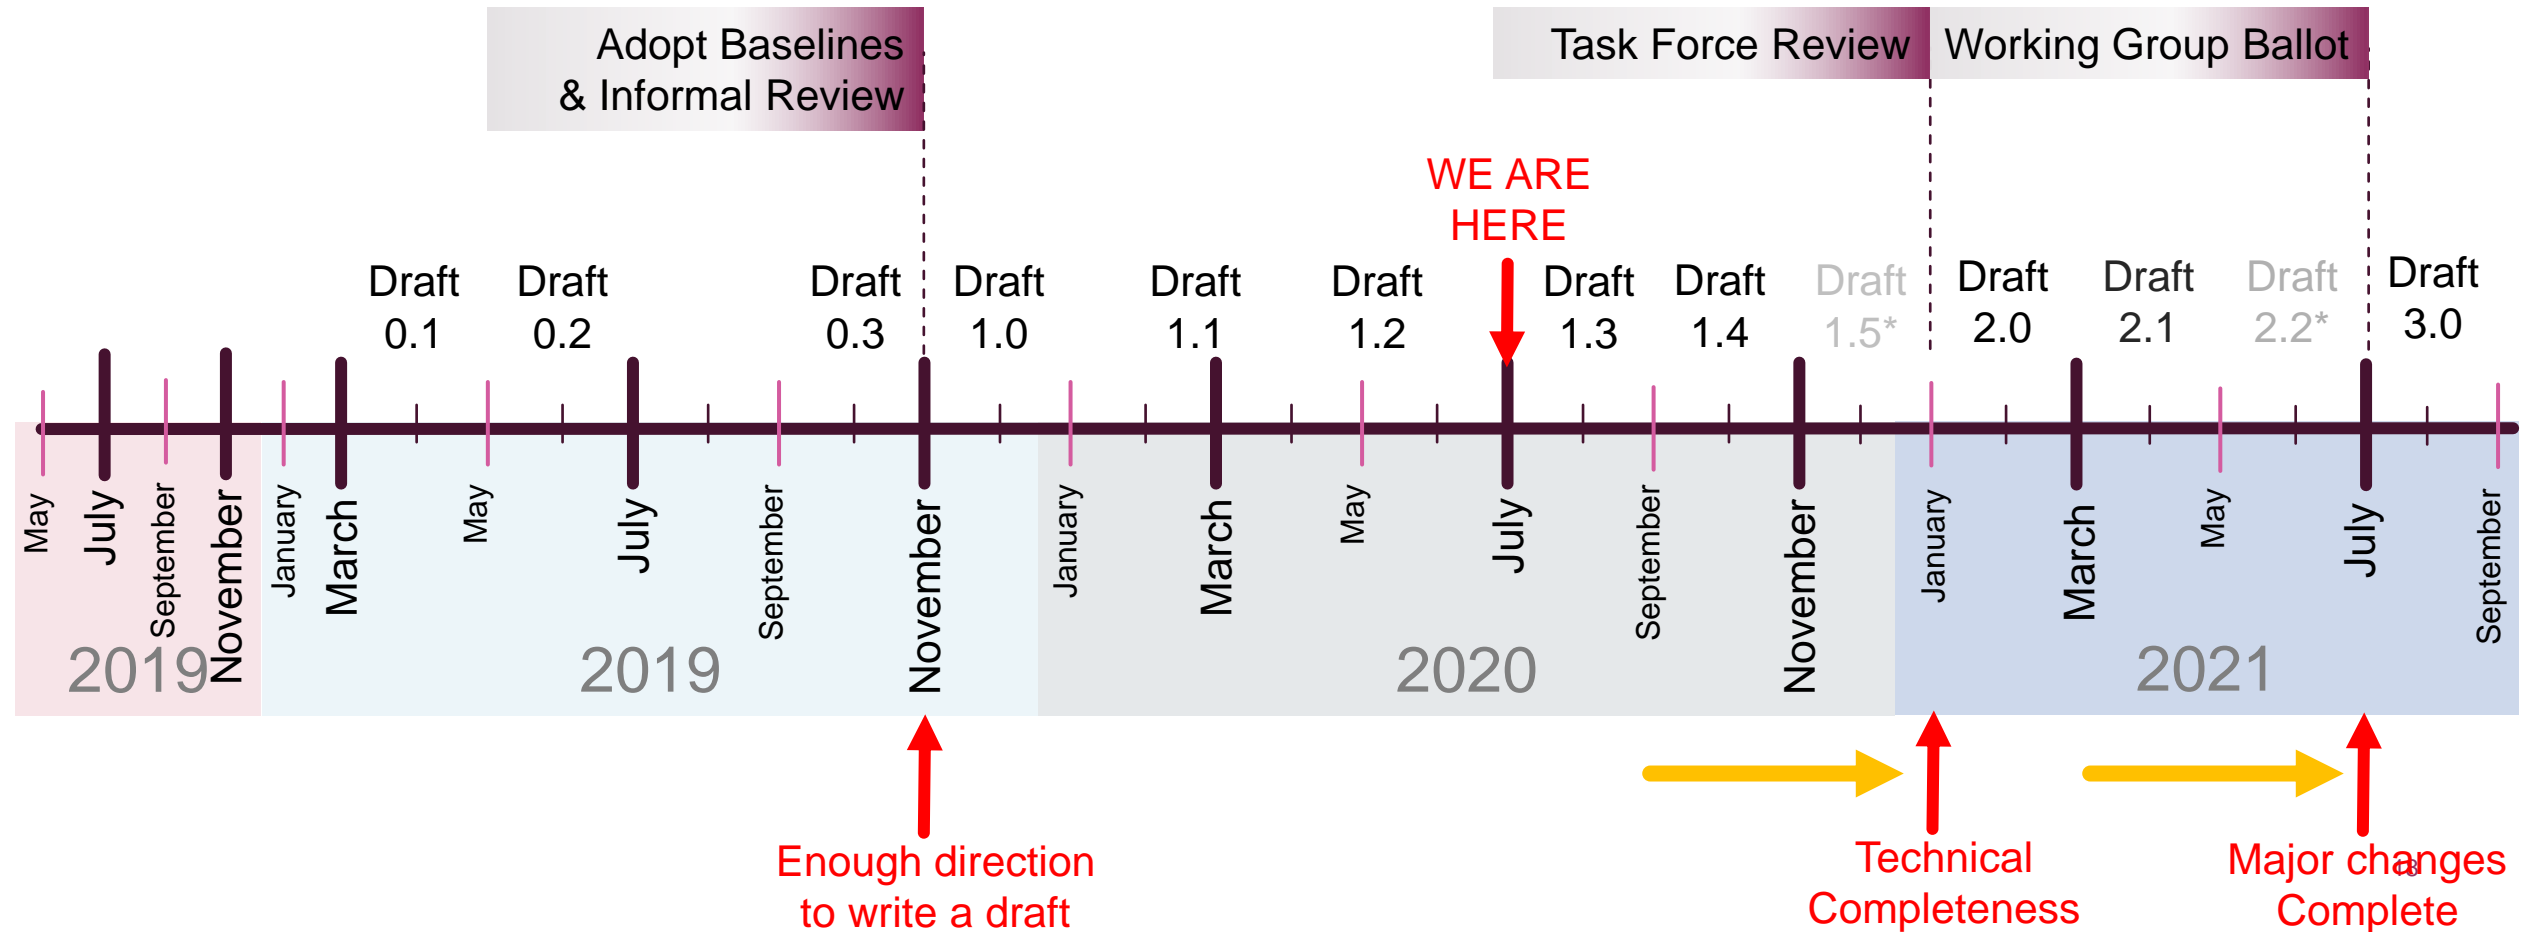 Adopt Baselines
& Informal Review
Task Force Review
Working Group Ballot
WE ARE
HERE
Draft
0.1
Draft
0.2
Draft
0.3
Draft
1.0
Draft
1.1
Draft
1.2
Draft
1.3
Draft
1.4
Draft
1.5*
Draft
2.0
Draft
2.1
Draft
2.2*
Draft
3.0
May
July
September
November
January
March
May
July
September
November
January
March
May
July
September
November
January
March
May
July
September
2019
2019
2020
2021
Enough direction
to write a draft
Technical
Completeness
Major changes
Complete
18